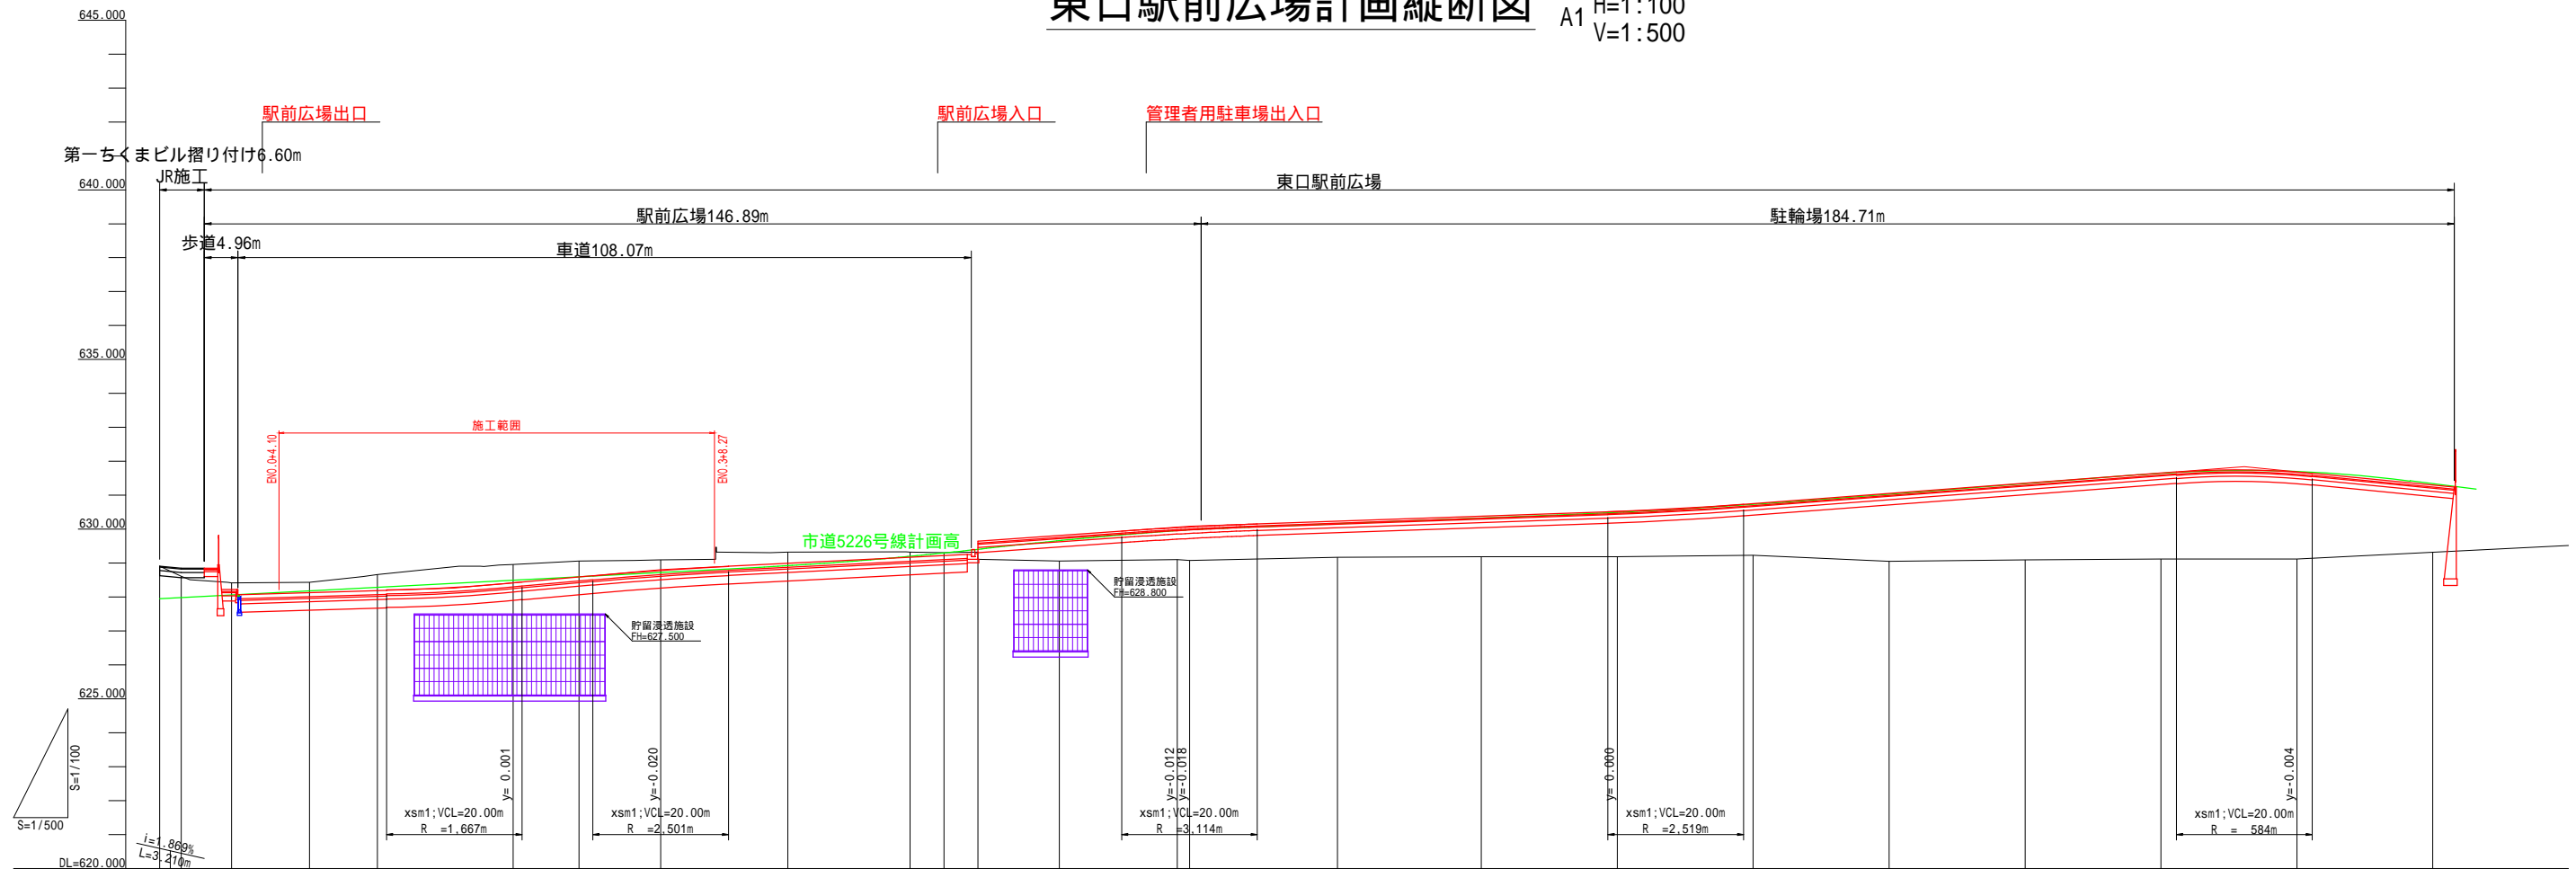 東口駅前広場計画縦断図
A1 H=1:100
V=1:500
645.000
駅前広場出口
駅前広場入口
管理者用駐車場出入口
第一ちくまビル摺り付け6.60m
JR施工
640.000
東口駅前広場
駅前広場146.89m
駐輪場184.71m
歩道4.96m
車道108.07m
635.000
施工範囲
ENO.0+4.10
ENO.3+8.27
630.000
市道5226号線計画高
貯留浸透施設
FH=628.800
貯留浸透施設
FH=627.500
625.000
S=1/100
S=1/500
y= 0.001
y=-0.020
y=-0.012
y=-0.018
y= 0.000
y=-0.004
xsm1;VCL=20.00m
R =1,667m
xsm1;VCL=20.00m
R =2,501m
xsm1;VCL=20.00m
R =3,114m
xsm1;VCL=20.00m
R =2,519m
xsm1;VCL=20.00m
R = 584m
i=1.869%
L=3.210m
DL=620.000